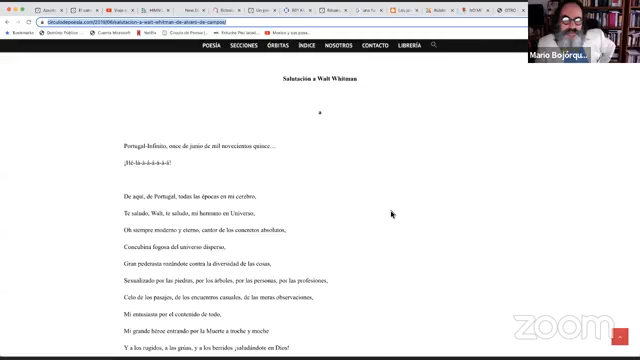 circulodepoesia.com/2019/06/salutacion-a-walt-whitman-de-alvaro-de-campos/
Netflix
POESÍA SECCIONES ÓRBITAS ÍNDICE NOSOTROS CONTACTO LIBRERÍA
Mario Bojórqu...
Salutación a Walt Whitman
a
Portugal-Infinito, once de junio de mil novecientos quince…
¡Hé-lá-á-á-á-á-á-á!
De aquí, de Portugal, todas las épocas en mi cerebro,
Te saludo, Walt, te saludo, mi hermano en Universo,
Oh siempre moderno y eterno, cantor de los concretos absolutos,
Concubina fogosa del universo disperso,
Gran pederasta rozándote contra la diversidad de las cosas,
Sexualizado por las piedras, por los árboles, por las personas, por las profesiones,
Celo de los pasajes, de los encuentros casuales, de las meras observaciones,
Mi entusiasta por el contenido de todo,
Mi grande héroe entrando por la Muerte a troche y moche
Y a los rugidos, a las grúas, y a los berridos ¡saludándote en Dios!
zoom